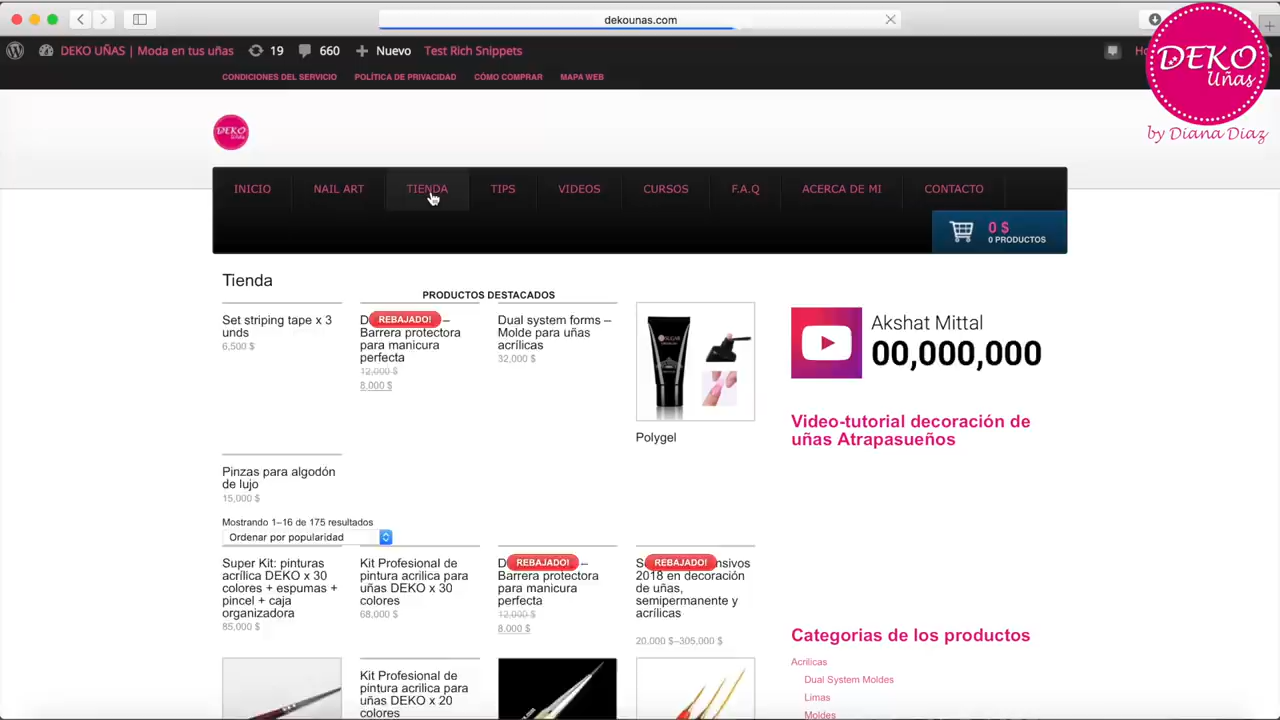 dekounas.com
DEKO UÑAS | Moda en tus uñas
19
660
Nuevo
Test Rich Snippets
CONDICIONES DEL SERVICIO
POLÍTICA DE PRIVACIDAD
CÓMO COMPRAR
MAPA WEB
DEKO
Uñas
by Diana Diaz
DEKO
INICIO
NAIL ART
TIENDA
TIPS
VIDEOS
CURSOS
F.A.Q
ACERCA DE MI
CONTACTO
0 $
0 PRODUCTOS
Tienda
PRODUCTOS DESTACADOS
Set striping tape x 3
unds
6,500 $
REBAJADO!
Barrera protectora
para manicura
perfecta
12,000 $
8,000 $
Dual system forms –
Molde para uñas
acrílicas
32,000 $
Polygel
Akshat Mittal
00,000,000
Video-tutorial decoración de
uñas Atrapasueños
Pinzas para algodón
de lujo
15,000 $
Mostrando 1–16 de 175 resultados
Ordenar por popularidad
Super Kit: pinturas
acrílica DEKO x 30
colores + espumas +
pincel + caja
organizadora
85,000 $
Kit Profesional de
pintura acrilica para
uñas DEKO x 30
colores
68,000 $
REBAJADO!
Barrera protectora
para manicura
perfecta
12,000 $
8,000 $
REBAJADO!
2018 en decoración
de uñas,
semipermanente y
acrílicas
20,000 $–305,000 $
Categorias de los productos
Acrilicas
Dual System Moldes
Limas
Moldes
Kit Profesional de
pintura acrilica para
uñas DEKO x 20
colores